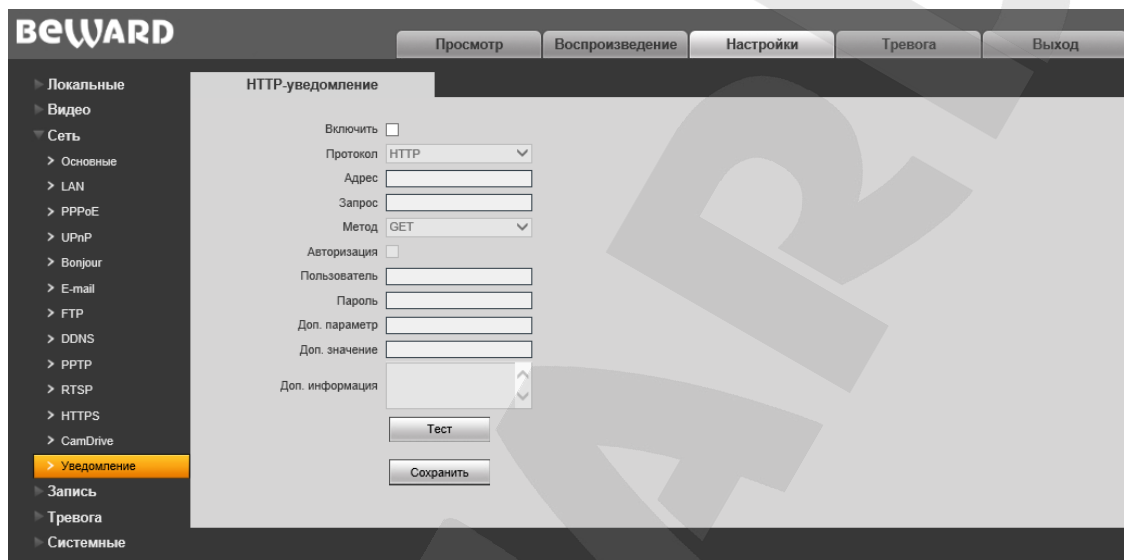 BEWARD
Просмотр
Воспроизведение
Настройки
Тревога
Выход
Локальные
Видео
Сеть
Основные
LAN
PPPoE
UPnP
Bonjour
E-mail
FTP
DDNS
PPTP
RTSP
HTTPS
CamDrive
Уведомление
Запись
Тревога
Системные
HTTP-уведомление
Включить
Протокол HTTP
Адрес
Запрос
Метод GET
Авторизация
Пользователь
Пароль
Доп. параметр
Доп. значение
Доп. информация
Тест
Сохранить